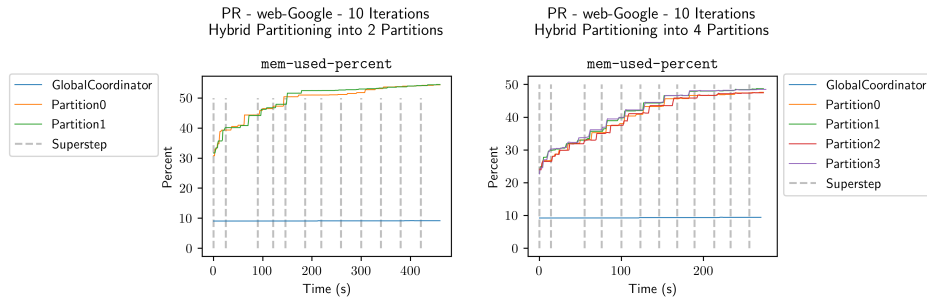 PR - web-Google - 10 Iterations
Hybrid Partitioning into 2 Partitions
mem-used-percent
GlobalCoordinator
Partition0
Partition1
Superstep
Percent
50
40
30
20
10
0
0 100 200 300 400
Time (s)
PR - web-Google - 10 Iterations
Hybrid Partitioning into 4 Partitions
mem-used-percent
Percent
50
40
30
20
10
0
0 100 200
Time (s)
GlobalCoordinator
Partition0
Partition1
Partition2
Partition3
Superstep